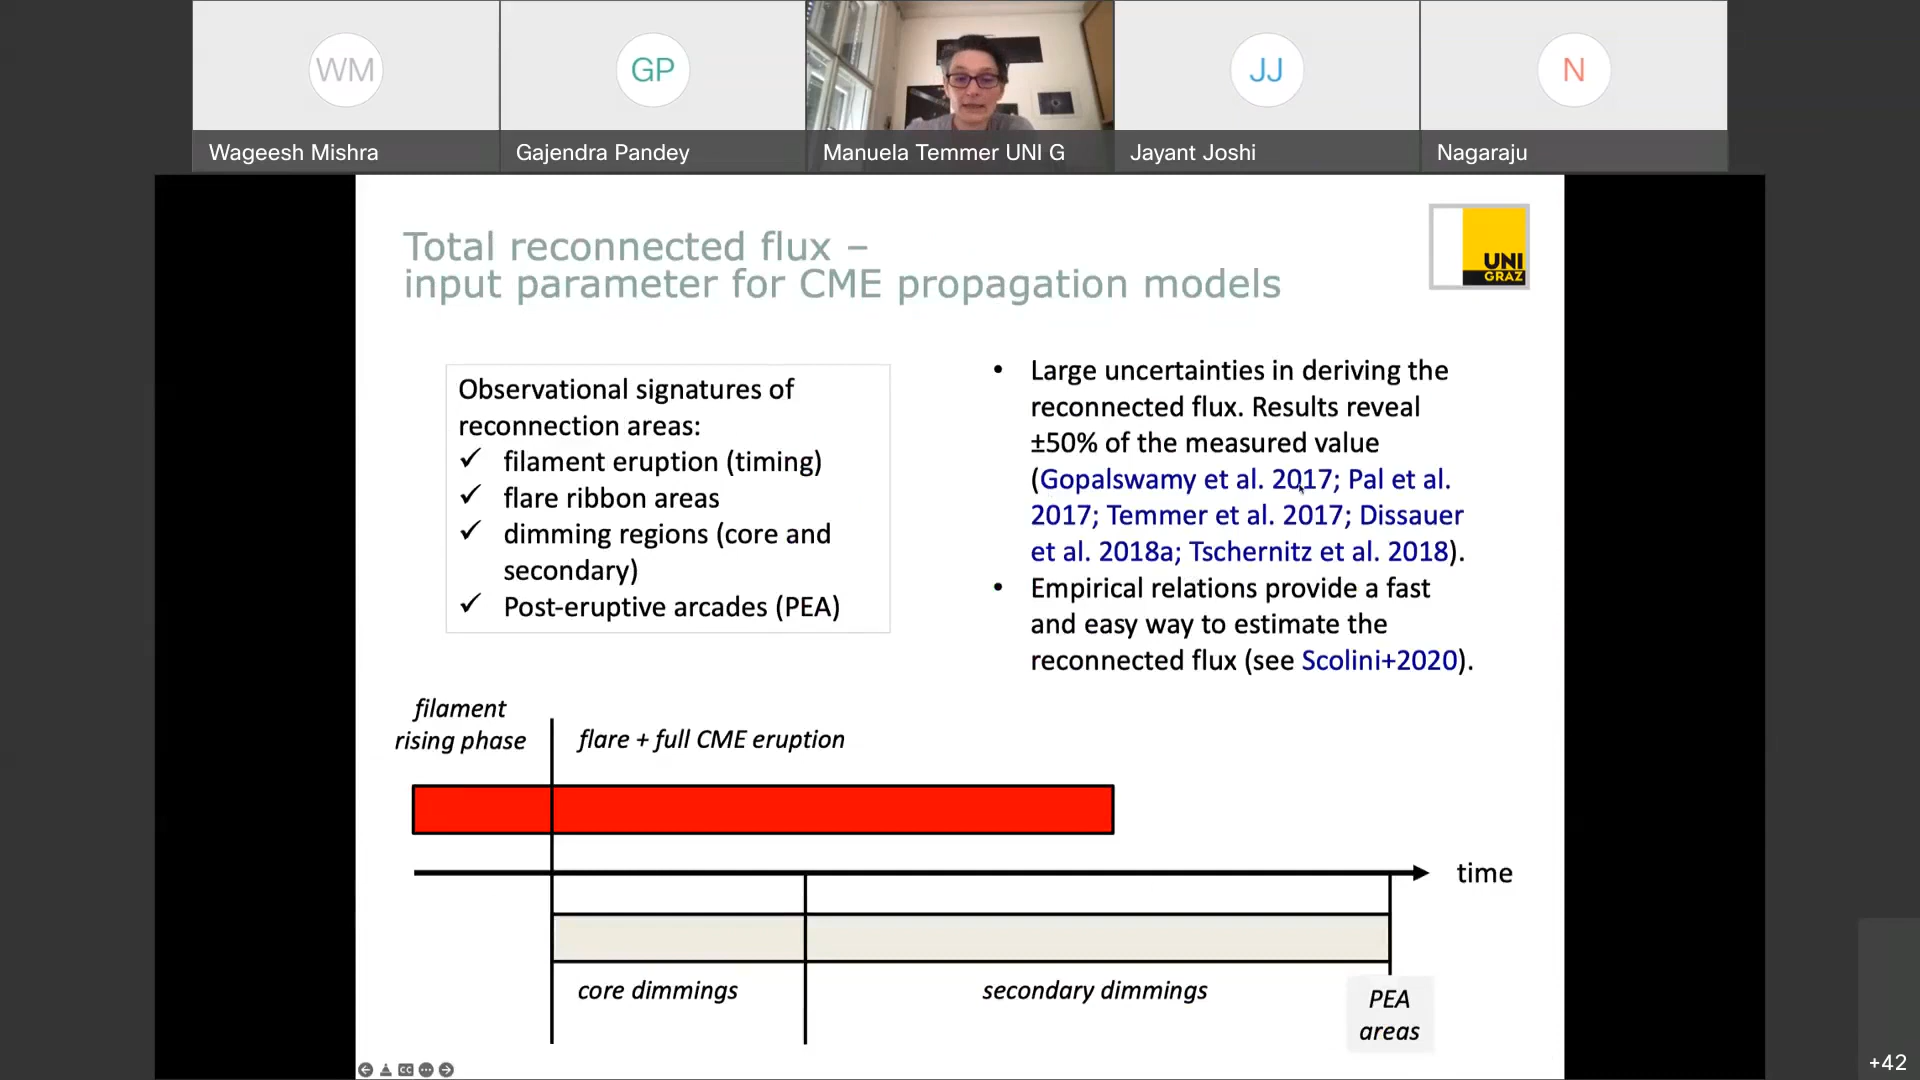 WM
GP
JJ
N
Wageesh Mishra
Gajendra Pandey
Manuela Temmer UNI G
Jayant Joshi
Nagaraju
Total reconnected flux –
input parameter for CME propagation models
UNI
GRAZ
Observational signatures of
reconnection areas:
✓ filament eruption (timing)
✓ flare ribbon areas
✓ dimming regions (core and
secondary)
✓ Post-eruptive arcades (PEA)
• Large uncertainties in deriving the
reconnected flux. Results reveal
±50% of the measured value
(Gopalswamy et al. 2017; Pal et al.
2017; Temmer et al. 2017; Dissauer
et al. 2018a; Tschernitz et al. 2018).
• Empirical relations provide a fast
and easy way to estimate the
reconnected flux (see Scolini+2020).
filament
rising phase
flare + full CME eruption
time
core dimmings
secondary dimmings
PEA
areas
CC
+42